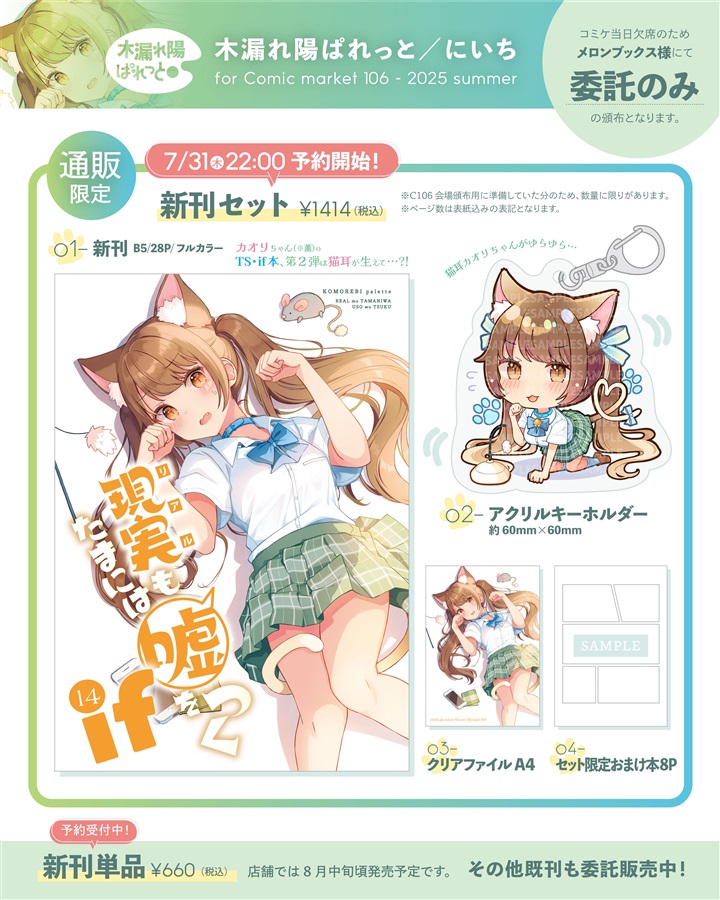 木漏れ陽
ぱれっと
木漏れ陽ぱれっと／にいち
for Comic market 106 - 2025 summer
コミケ当日欠席のため
メロンブックス様にて
委託のみ
の頒布となります。
通販
限定
7/31木22:00 予約開始!
新刊セット ¥1414(税込)
※C106会場頒布用に準備していた分のため、数量に限りがあります。
※ページ数は表紙込みの表記となります。
01- 新刊 B5/28P/フルカラー
カオリちゃん(※薫)の
TS・if本、第2弾は猫耳が生えて…?!
KOMOREBI palette
REAL mo TAMANIWA
USO wo TSUKU
現実
リアル
も
たまには
嘘
をつく
14
if
猫耳カオリちゃんがゆらゆら…
SAMPLE
02- アクリルキーホルダー
約60mm×60mm
03-
クリアファイルA4
SAMPLE
04-
セット限定おまけ本8P
予約受付中!
新刊単品 ¥660(税込) 店舗では8月中旬頃発売予定です。 その他既刊も委託販売中!